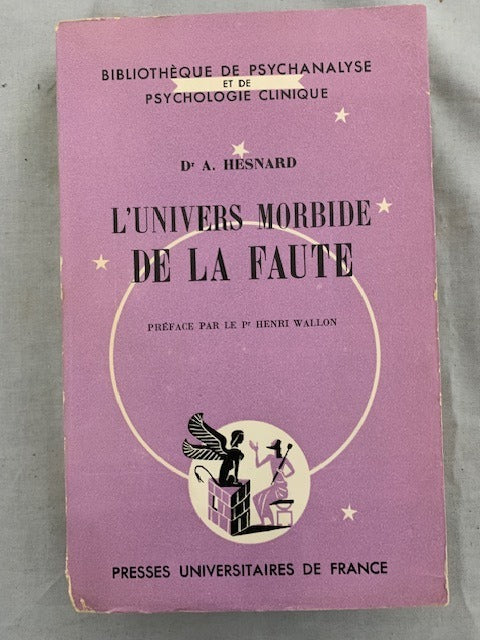 BIBLIOTHÈQUE DE PSYCHANALYSE
ET DE
PSYCHOLOGIE CLINIQUE
Dr A. HESNARD
L'UNIVERS MORBIDE
DE LA FAUTE
PRÉFACE PAR LE Pr HENRI WALLON
PRESSES UNIVERSITAIRES DE FRANCE